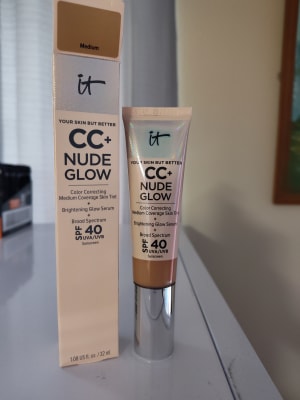 Medium
it
YOUR SKIN BUT BETTER
CC+
NUDE
GLOW
Color Correcting
Medium Coverage Skin Tint
+
Brightening Glow Serum
+
Broad Spectrum
SPF 40
UVA/UVB
Sunscreen
1.08 US fl. oz. / 32 ml
it
YOUR SKIN BUT BETTER
CC+
NUDE
GLOW
Color Correcting
Medium Coverage Skin Tint
+
Brightening Glow Serum
+
Broad Spectrum
SPF 40
UVA/UVB
Sunscreen